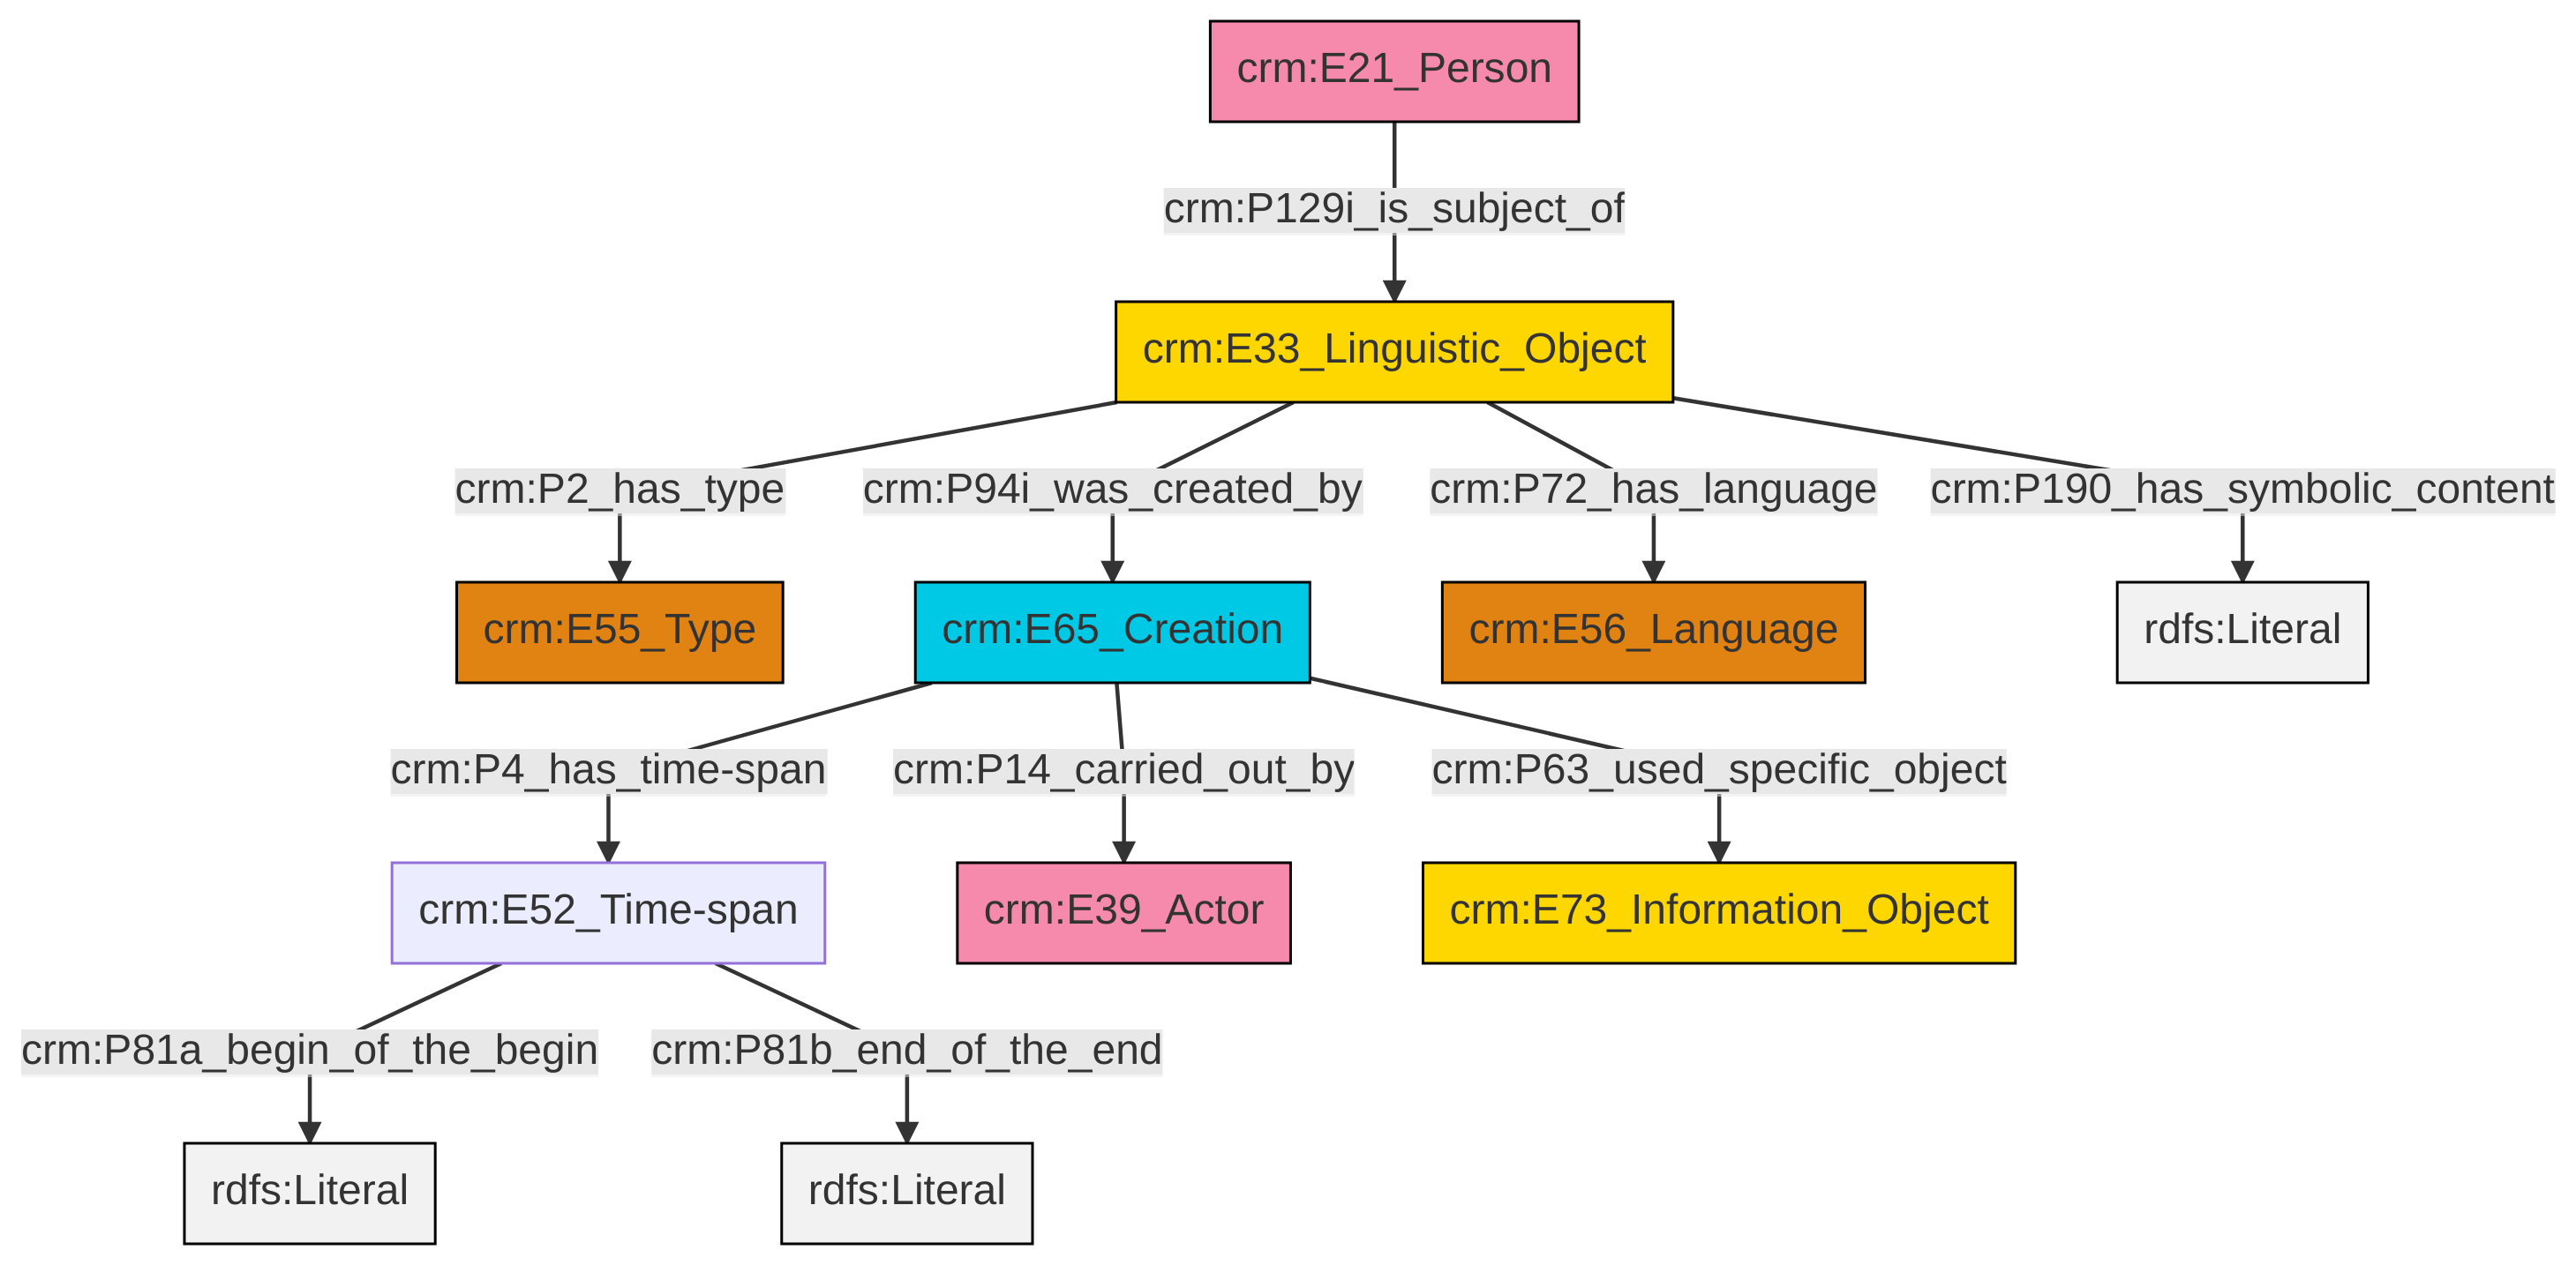 crm:E21_Person
crm:P129i_is_subject_of
crm:E33_Linguistic_Object
crm:P2_has_type
crm:P94i_was_created_by
crm:P72_has_language
crm:P190_has_symbolic_content
crm:E55_Type
crm:E65_Creation
crm:E56_Language
rdfs:Literal
crm:P4_has_time-span
crm:P14_carried_out_by
crm:P63_used_specific_object
crm:E52_Time-span
crm:E39_Actor
crm:E73_Information_Object
crm:P81a_begin_of_the_begin
crm:P81b_end_of_the_end
rdfs:Literal
rdfs:Literal